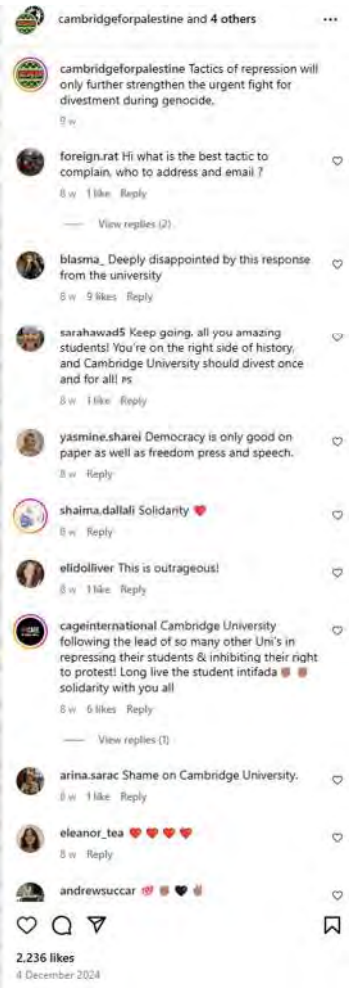 cambridgeforpalestine and 4 others
cambridgeforpalestine Tactics of repression will
only further strengthen the urgent fight for
divestment during genocide.
9 w
foreign.rat Hi what is the best tactic to
complain, who to address and email ?
8 w 1 like Reply
View replies (2)
blasma_ Deeply disappointed by this response
from the university
8 w 9 likes Reply
sarahawad5 Keep going, all you amazing
students! You're on the right side of history,
and Cambridge University should divest once
and for all! PS
8 w 1 like Reply
yasmine.sharei Democracy is only good on
paper as well as freedom press and speech.
8 w Reply
shaima.dallali Solidarity ❤️
8 w Reply
elidolliver This is outrageous!
8 w 1 like Reply
cageinternational Cambridge University
following the lead of so many other Uni's in
repressing their students & inhibiting their right
to protest! Long live the student intifada ✊🏽 ✊🏽
solidarity with you all
8 w 6 likes Reply
View replies (1)
arina.sarac Shame on Cambridge University.
8 w 1 like Reply
eleanor_tea ❤️ ❤️ ❤️ ❤️
8 w Reply
andrewsuccar 💯 ✊🏽 🖤 ✌🏽
2,236 likes
4 December 2024